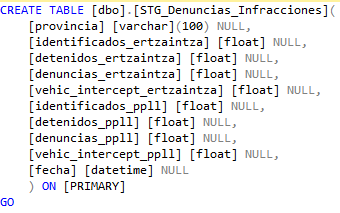 CREATE TABLE [dbo].[STG_Denuncias_Infracciones](
[provincia] [varchar](100) NULL,
[identificados_ertzaintza] [float] NULL,
[detenidos_ertzaintza] [float] NULL,
[denuncias_ertzaintza] [float] NULL,
[vehic_intercept_ertzaintza] [float] NULL,
[identificados_ppll] [float] NULL,
[detenidos_ppll] [float] NULL,
[denuncias_ppll] [float] NULL,
[vehic_intercept_ppll] [float] NULL,
[fecha] [datetime] NULL
) ON [PRIMARY]
GO